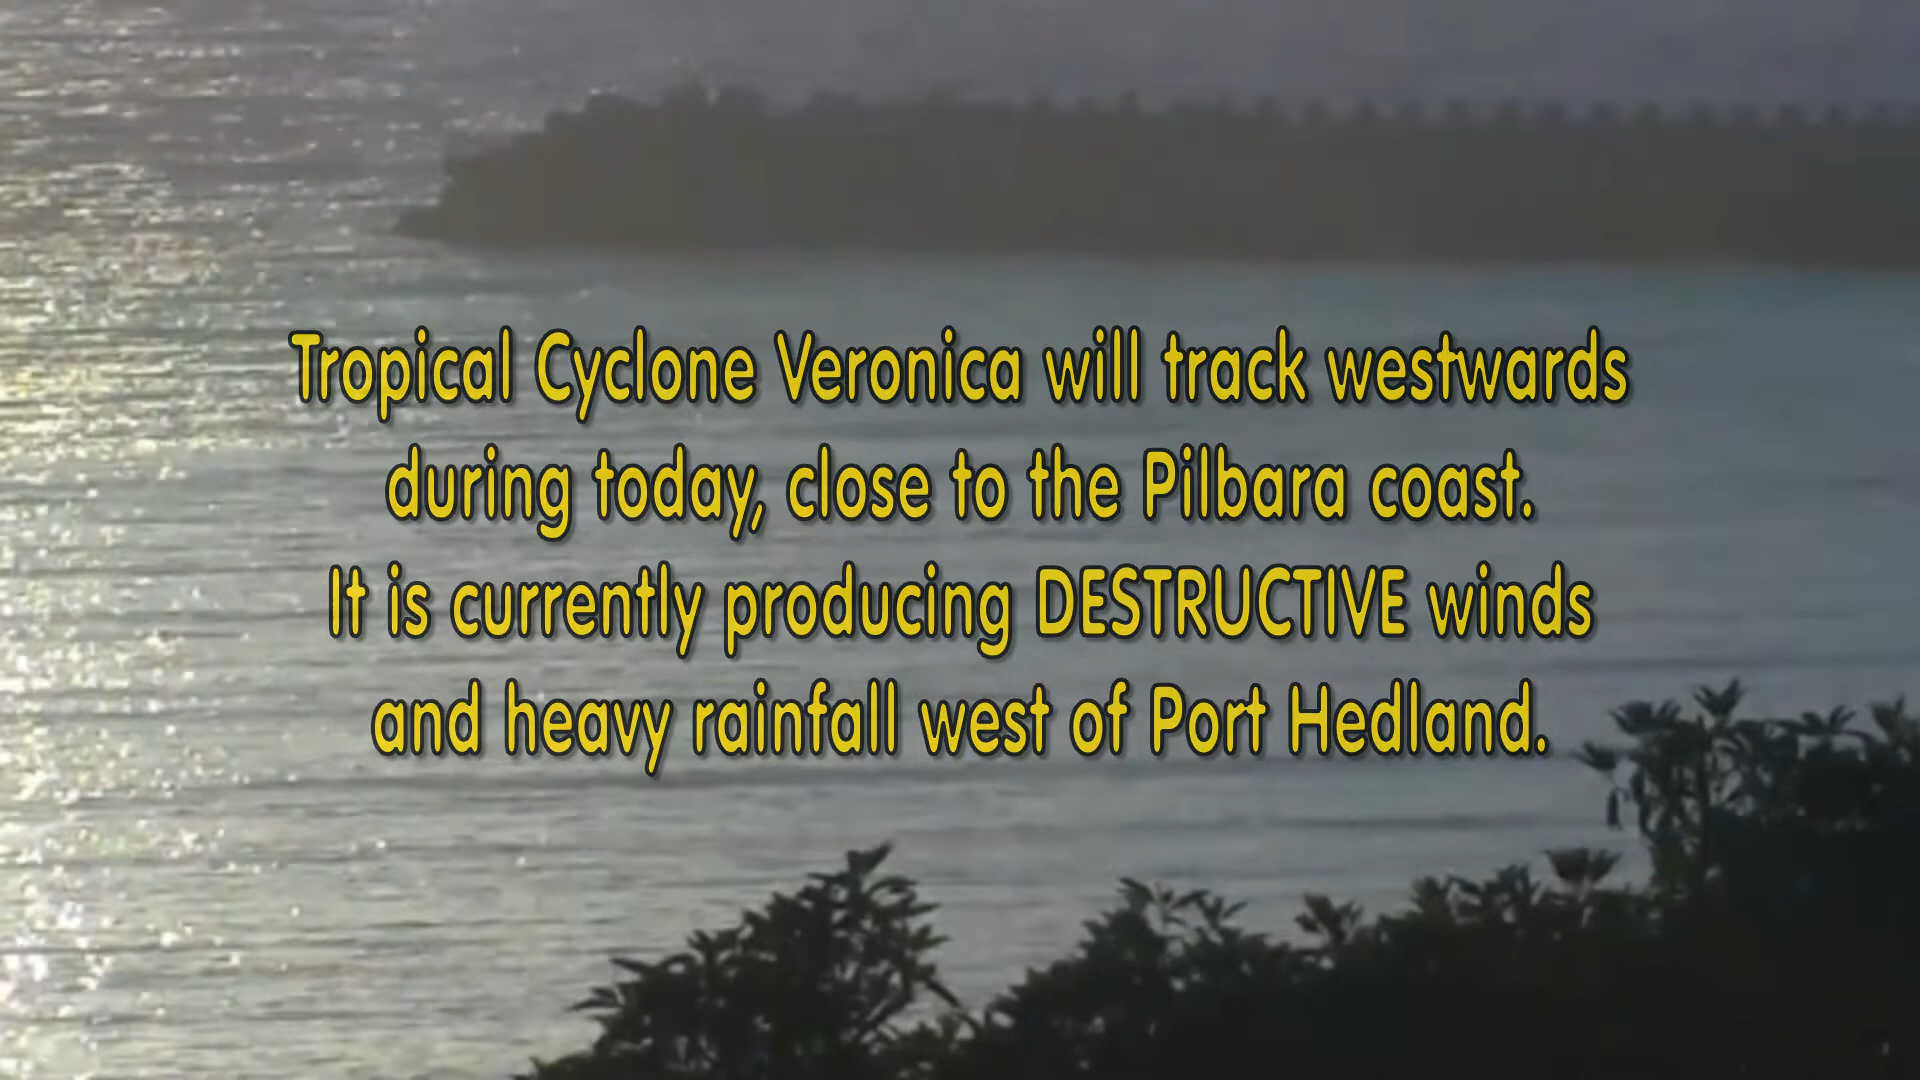 Tropical Cyclone Veronica will track westwards
during today, close to the Pilbara coast.
It is currently producing DESTRUCTIVE winds
and heavy rainfall west of Port Hedland.